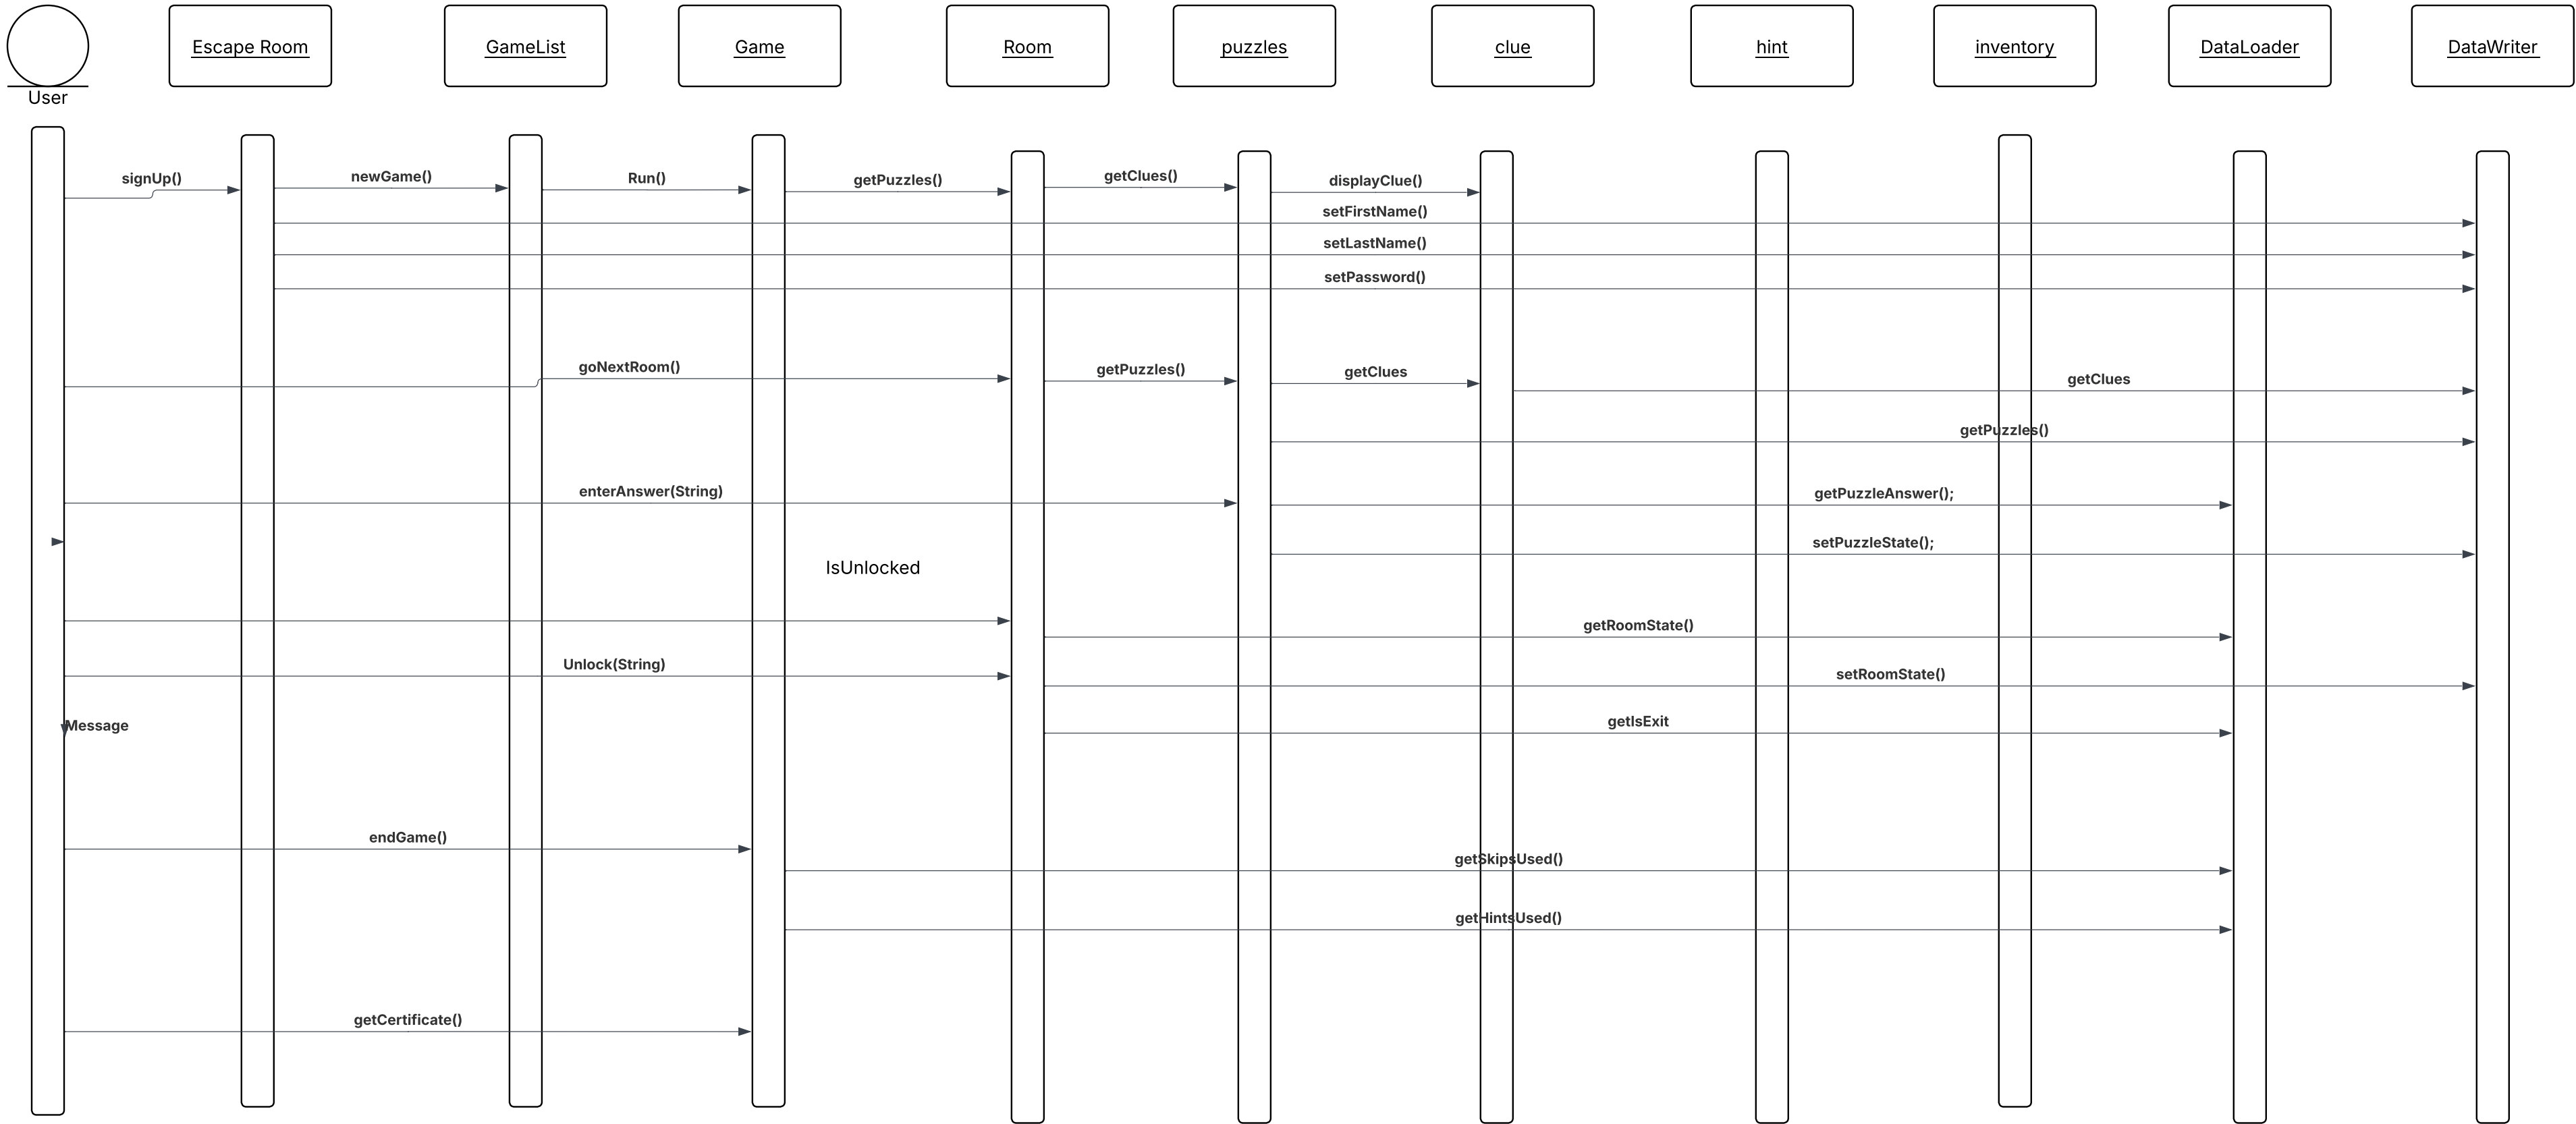 Escape Room
GameList
Game
Room
puzzles
clue
hint
inventory
DataLoader
DataWriter
User
signUp()
newGame()
Run()
getPuzzles()
getClues()
displayClue()
setFirstName()
setLastName()
setPassword()
goNextRoom()
getPuzzles()
getClues
getClues
getPuzzles()
enterAnswer(String)
getPuzzleAnswer();
setPuzzleState();
IsUnlocked
getRoomState()
Unlock(String)
setRoomState()
Message
getIsExit
endGame()
getSkipsUsed()
getHintsUsed()
getCertificate()